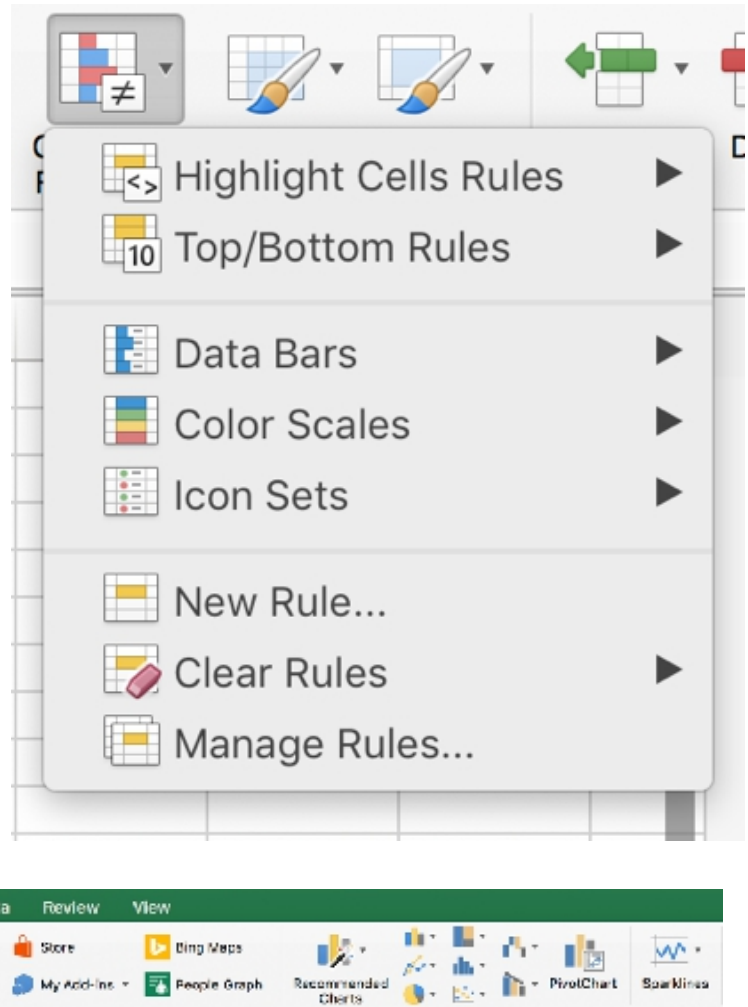 Highlight Cells Rules
10 Top/Bottom Rules
Data Bars
Color Scales
Icon Sets
New Rule...
Clear Rules
Manage Rules...
Review View
Store Bing Maps
My Add-Ins People Graph Recommended Charts PivotChart Sparklines